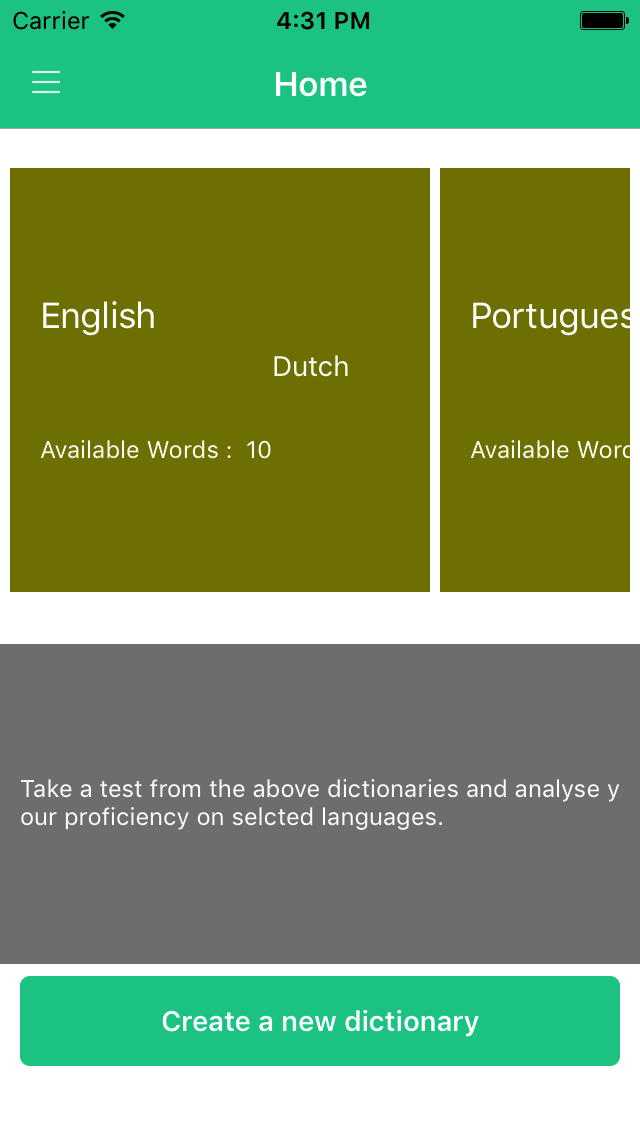 Carrier 4:31 PM
Home
English
Dutch
Available Words : 10
Portugues
Available Word
Take a test from the above dictionaries and analyse y
our proficiency on selcted languages.
Create a new dictionary